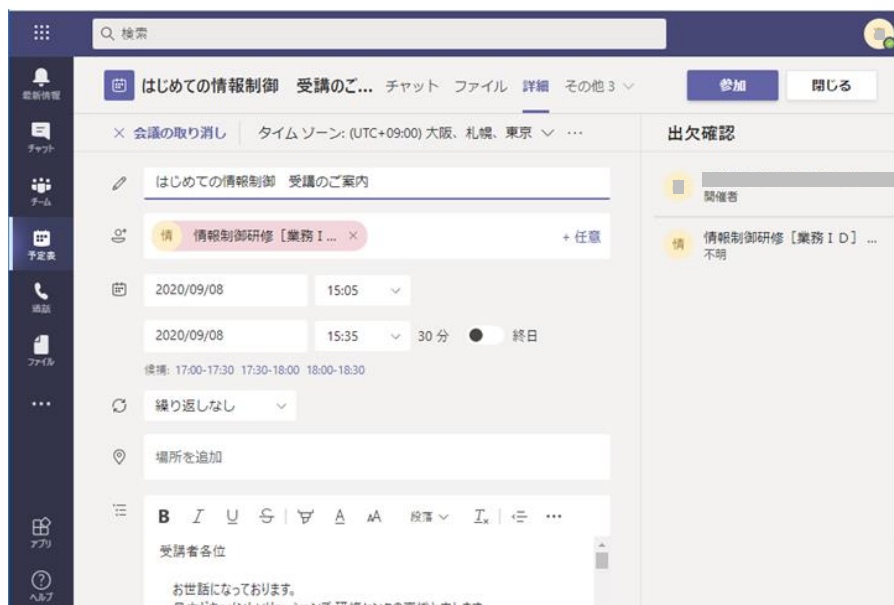 検索
最新情報
チャット
チーム
予定表
通話
ファイル
アプリ
ヘルプ
はじめての情報制御 受講のご... チャット ファイル 詳細 その他 3
参加 閉じる
× 会議の取り消し タイム ゾーン: (UTC+09:00) 大阪、札幌、東京 ...
はじめての情報制御 受講のご案内
情 情報制御研修［業務Ｉ... ×
+ 任意
2020/09/08 15:05
2020/09/08 15:35 30 分 終日
候補: 17:00-17:30 17:30-18:00 18:00-18:30
繰り返しなし
場所を追加
B I U S A AA 段落 Tx ...
受講者各位
お世話になっております。
出欠確認
開催者
情 情報制御研修［業務ＩＤ］ ...
不明